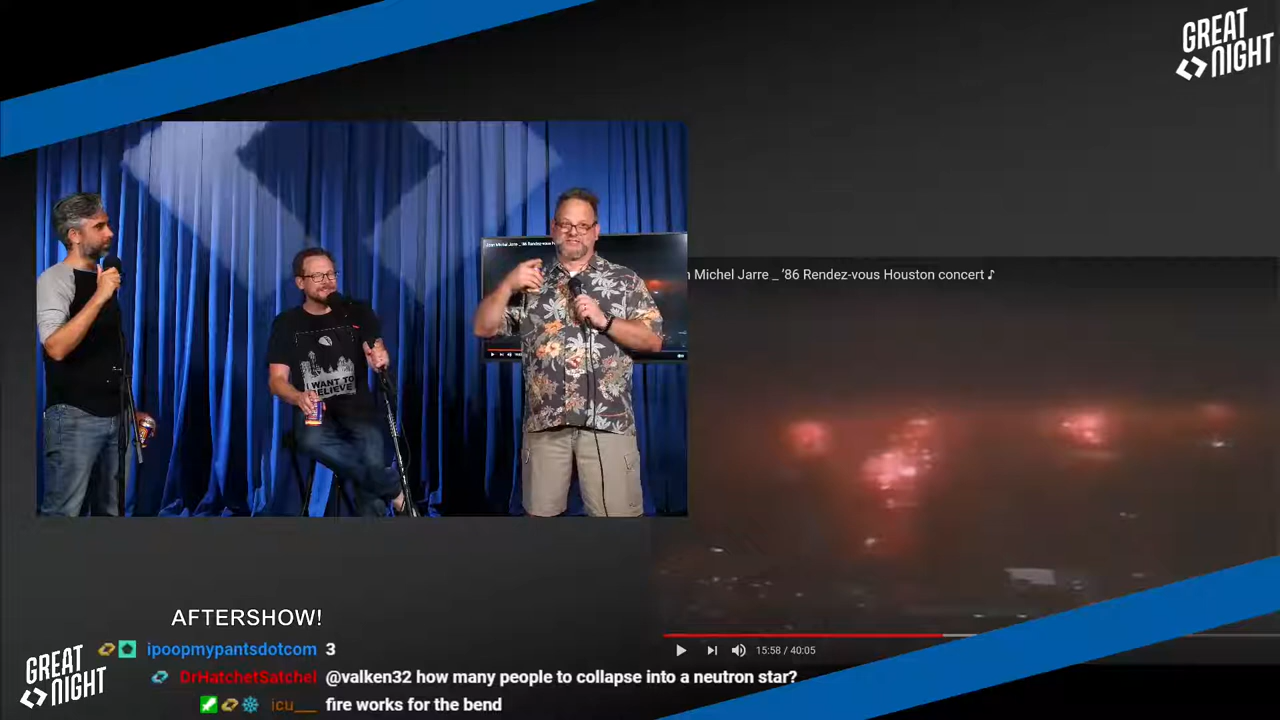 GREAT
NIGHT
n Michel Jarre _ '86 Rendez-vous Houston concert ♪
I WANT TO
BELIEVE
15:58 / 40:05
AFTERSHOW!
ipoopmypantsdotcom 3
DrHatchetSatchel @valken32 how many people to collapse into a neutron star?
icu__ fire works for the bend
GREAT
NIGHT